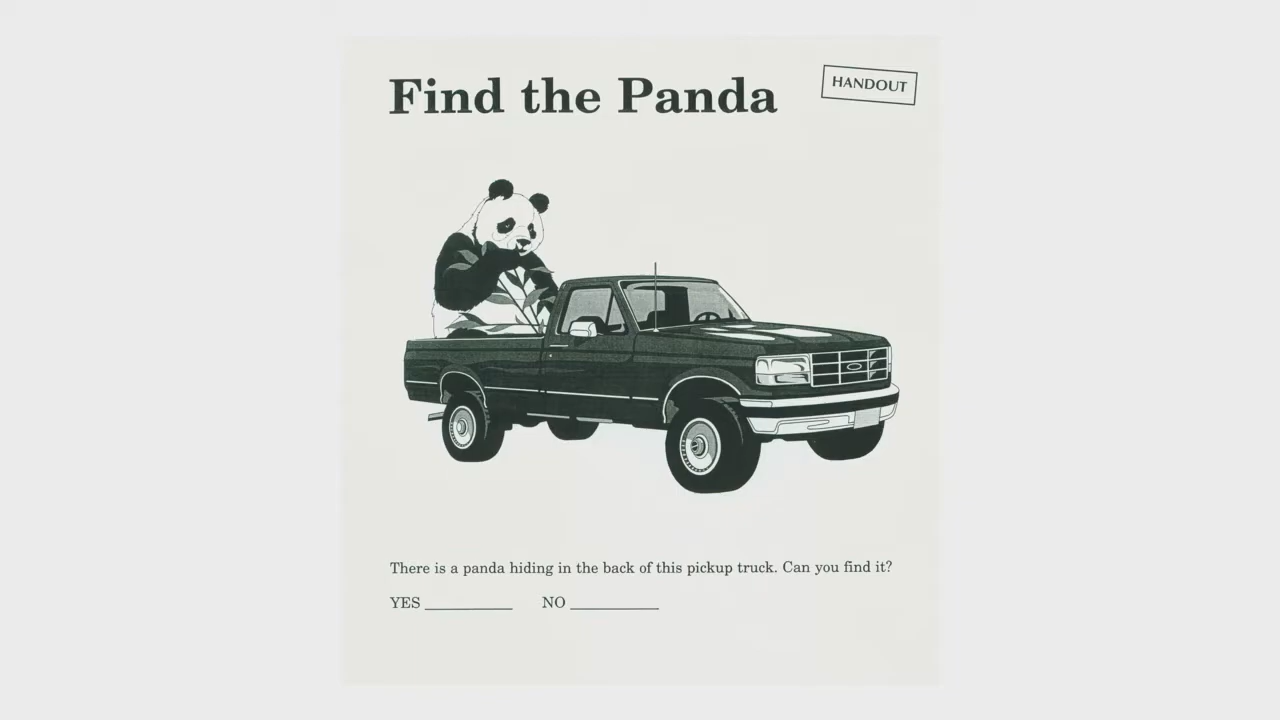 Find the Panda
HANDOUT
There is a panda hiding in the back of this pickup truck. Can you find it?
YES __________ NO __________